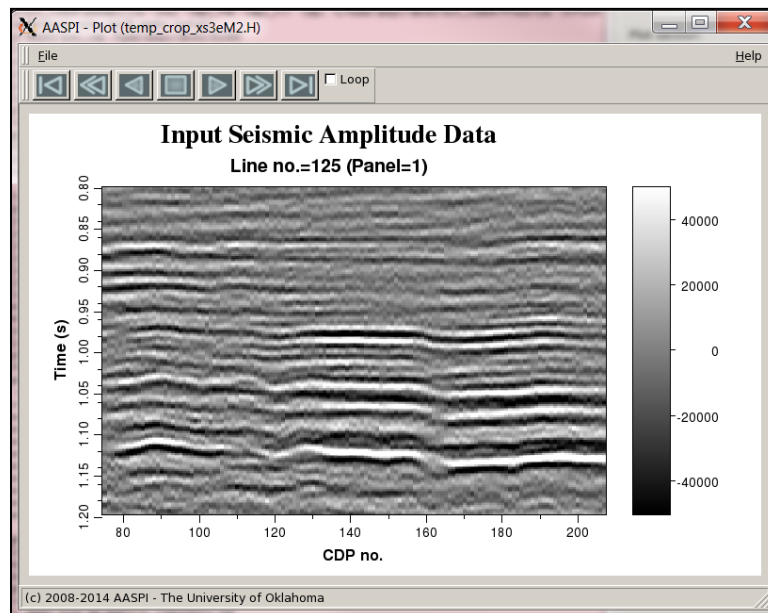 AASPI - Plot (temp_crop_xs3eM2.H)
File
Help
Loop
Input Seismic Amplitude Data
Line no.=125 (Panel=1)
Time (s)
0.80
0.85
0.90
0.95
1.00
1.05
1.10
1.15
1.20
80
100
120
140
160
180
200
CDP no.
40000
20000
0
-20000
-40000
(c) 2008-2014 AASPI - The University of Oklahoma